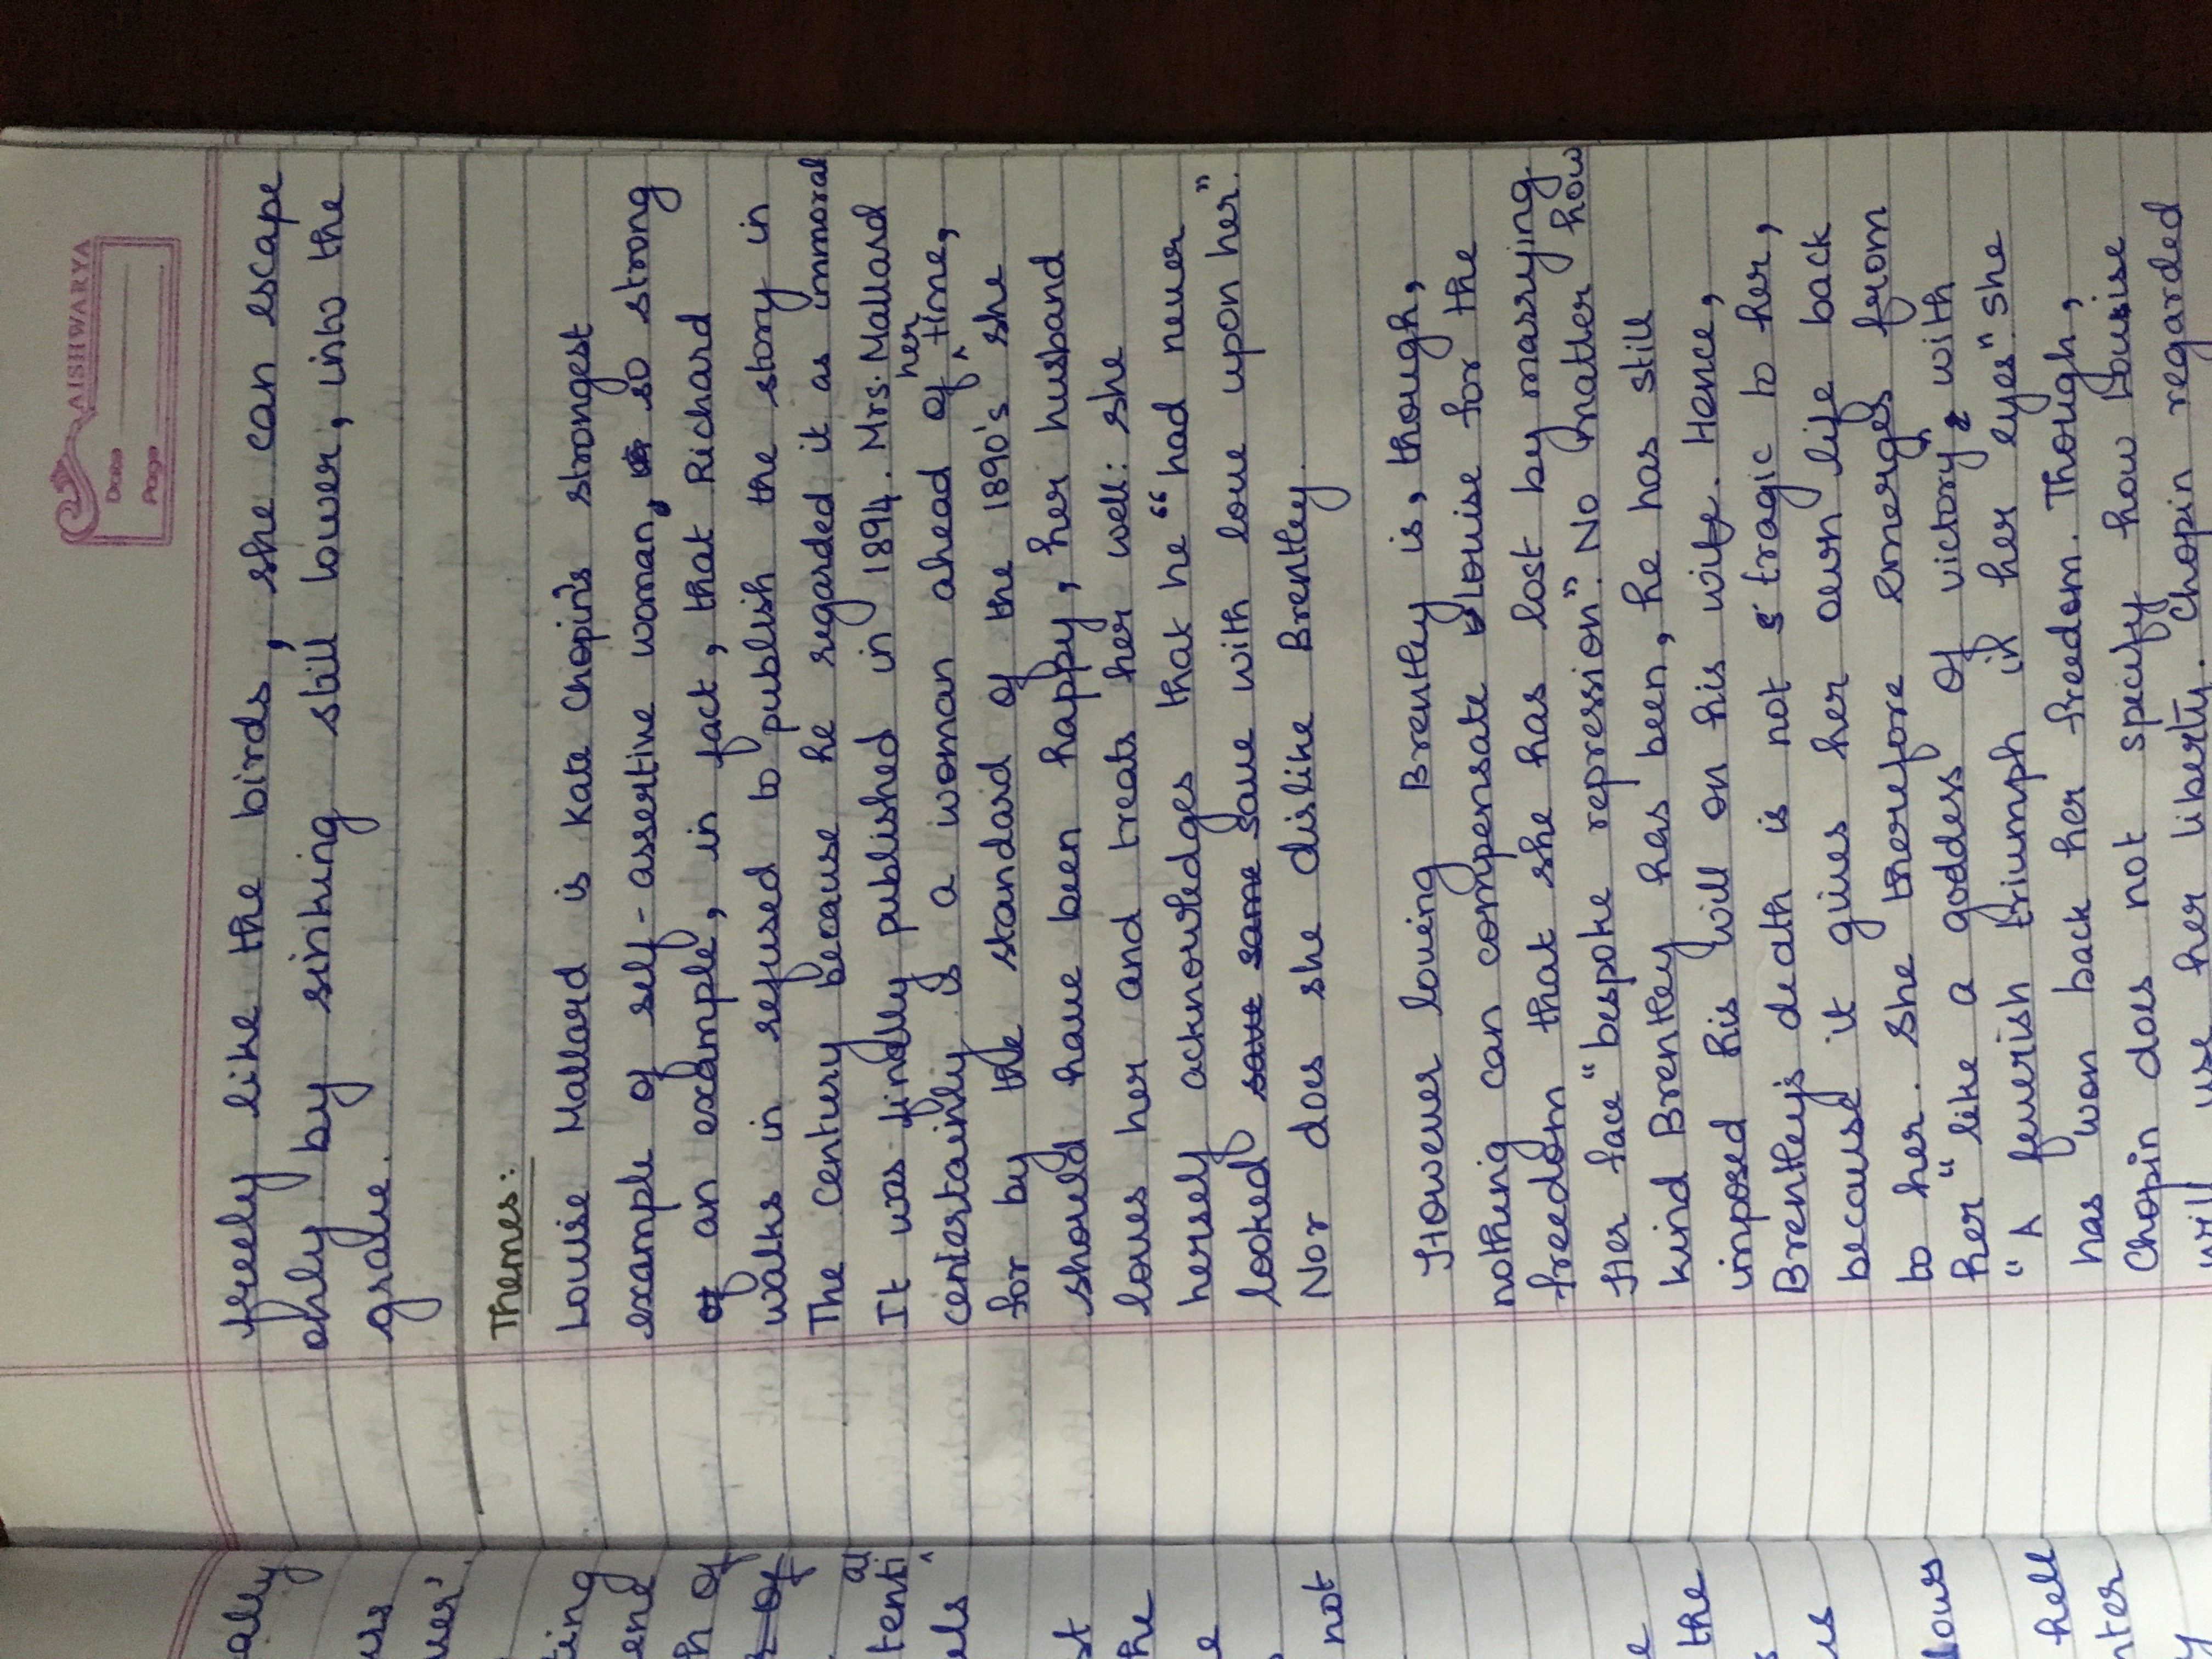 AISHWARYA
Date
Page
freely like the birds, she can escape
only by sinking still lower, into the
grave.
Themes:
Louise Mallard is Kate Chopin's strongest
example of self-assertive woman, so strong
of an example, in fact, that Richard
walks in refused to publish the story in
The Century because he regarded it as immoral
It was finally published in 1894. Mrs. Mallard
centertainly is a woman ahead of her time,
for by the standard of the 1890's she
should have been happy, her husband
loves her and treats her well: she
herself acknowledges that he "had never
looked save same save with love upon her".
Nor does she dislike Brentley.
However loving Brentley is, though,
nothing can compensate Louise for the
freedom that she has lost by marrying
Her face "bespoke repression". No matter how
kind Brentley has been, he has still
imposed his will on his wife. Hence,
Brentley's death is not tragic to her,
because it gives her own life back
to her. She therefore emerges from
her "like a goddess of victory", with
"A feverish triumph in her eyes". She
has won back her freedom. Though,
Chopin does not specify how Louise
will use her liberty. Chopin regarded
ally
user'.
ting
ene
h of
of
al
tenti
els
st
he
e
not
e
the
us
lows
hell
nter
y